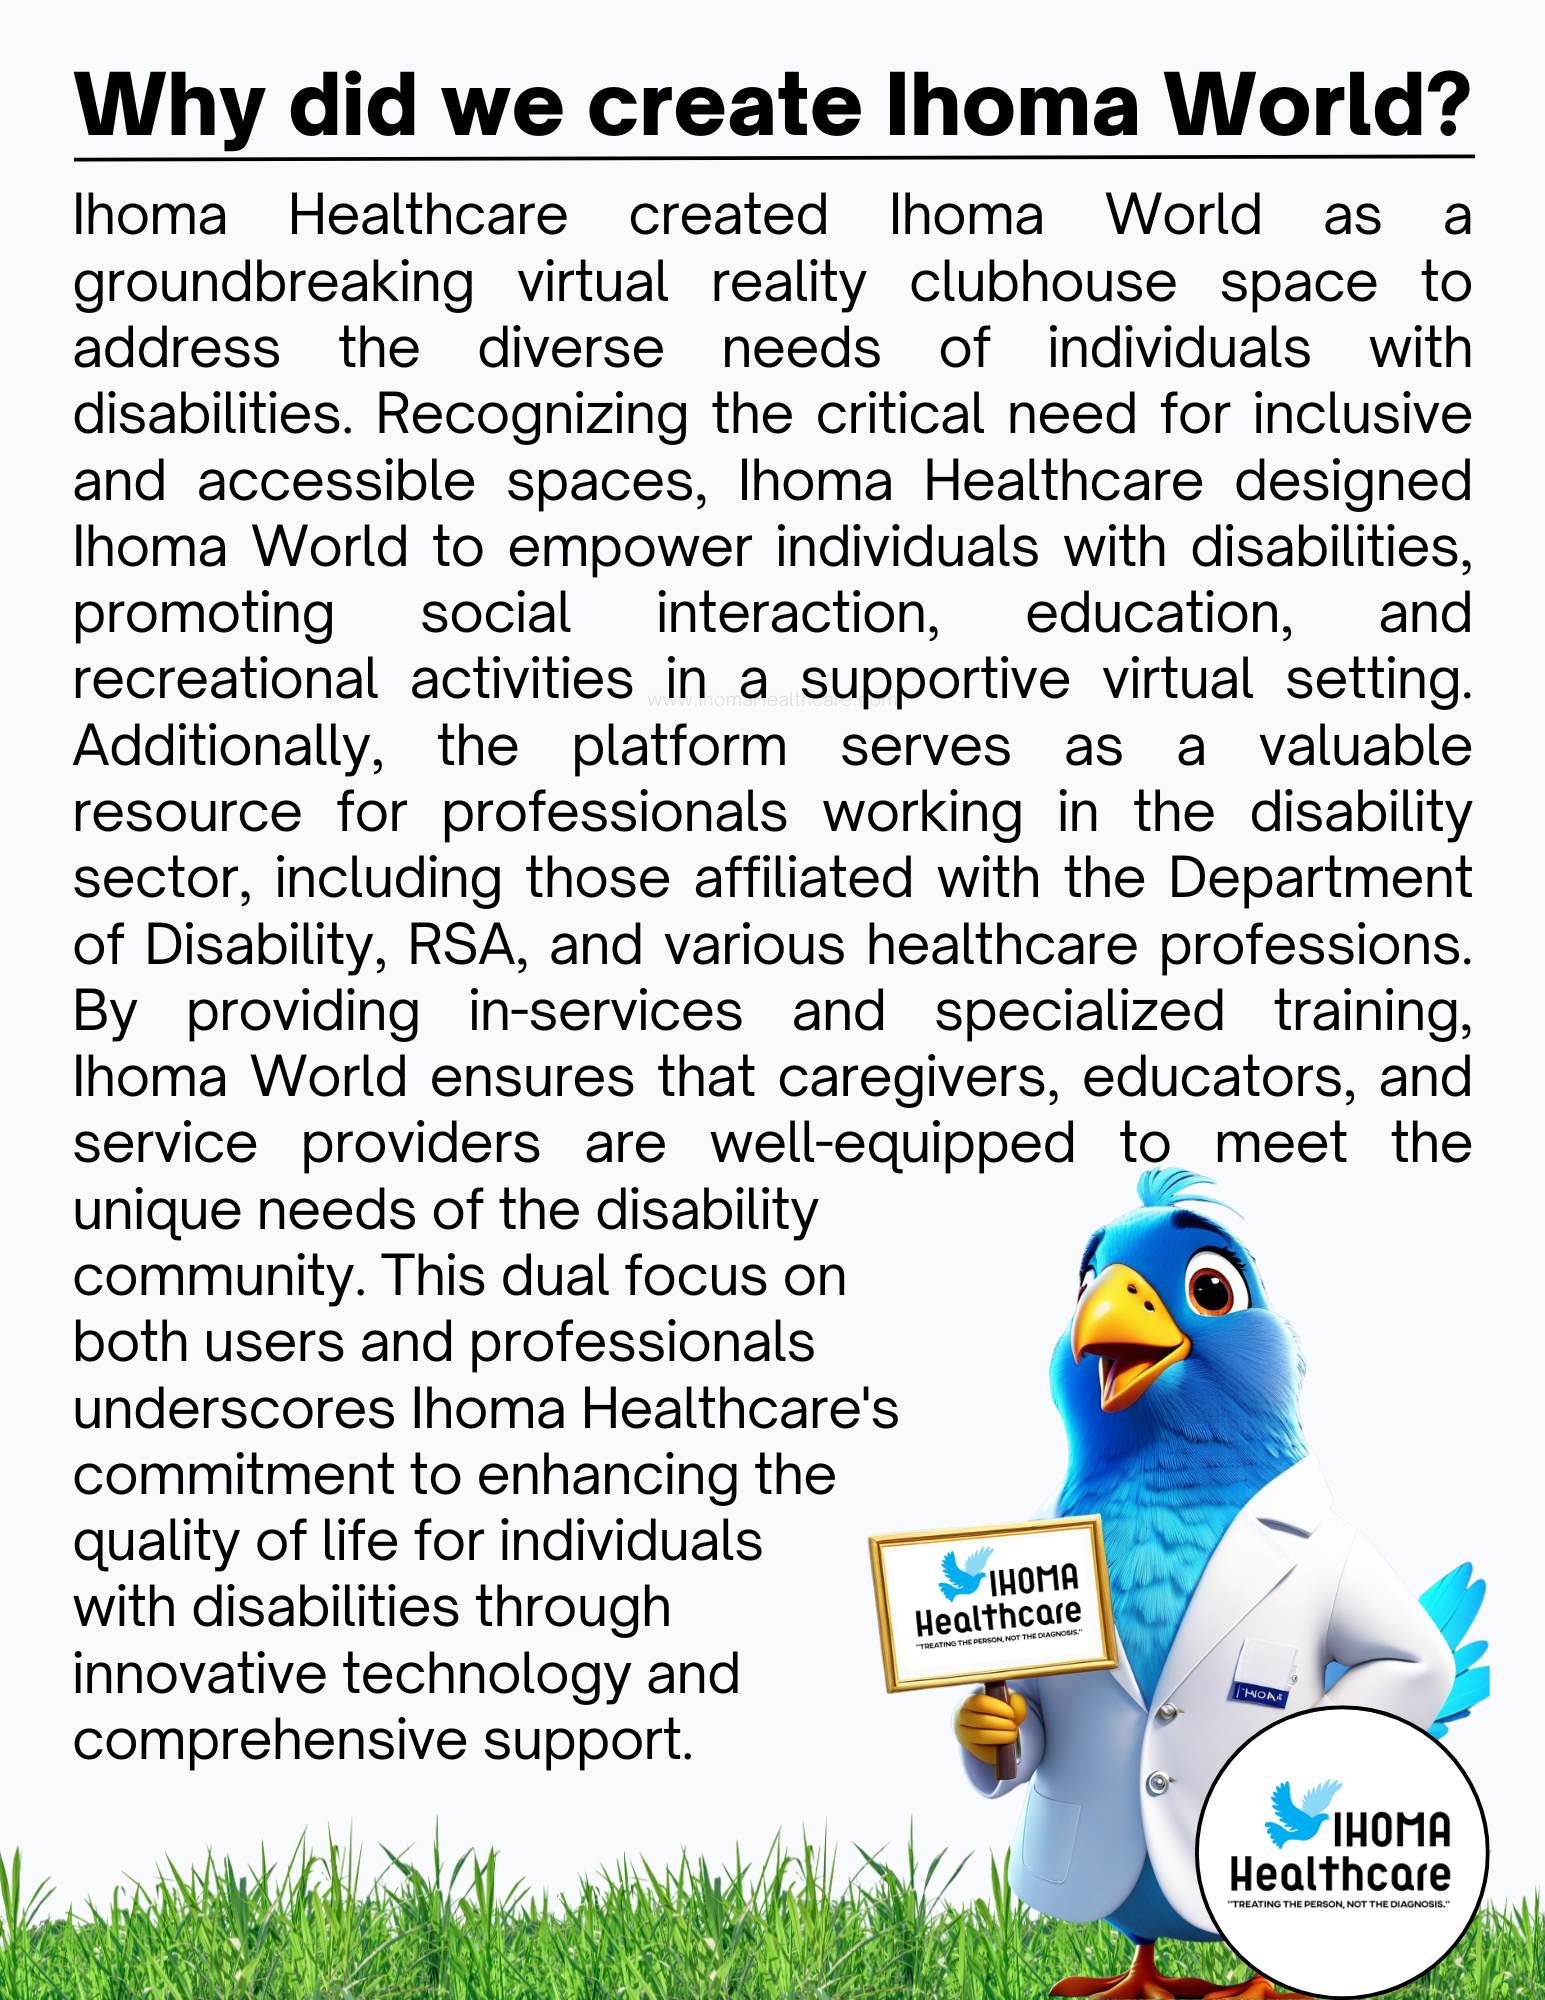 Why did we create Ihoma World?
Ihoma Healthcare created Ihoma World as a
groundbreaking virtual reality clubhouse space to
address the diverse needs of individuals with
disabilities. Recognizing the critical need for inclusive
and accessible spaces, Ihoma Healthcare designed
Ihoma World to empower individuals with disabilities,
promoting social interaction, education, and
recreational activities in a supportive virtual setting.
www.IhomaHealthcare.com
Additionally, the platform serves as a valuable
resource for professionals working in the disability
sector, including those affiliated with the Department
of Disability, RSA, and various healthcare professions.
By providing in-services and specialized training,
Ihoma World ensures that caregivers, educators, and
service providers are well-equipped to meet the
unique needs of the disability
community. This dual focus on
both users and professionals
underscores Ihoma Healthcare's
commitment to enhancing the
quality of life for individuals
with disabilities through
innovative technology and
comprehensive support.
IHOMA
Healthcare
"TREATING THE PERSON, NOT THE DIAGNOSIS."
IHOMA
Healthcare
"TREATING THE PERSON, NOT THE DIAGNOSIS."